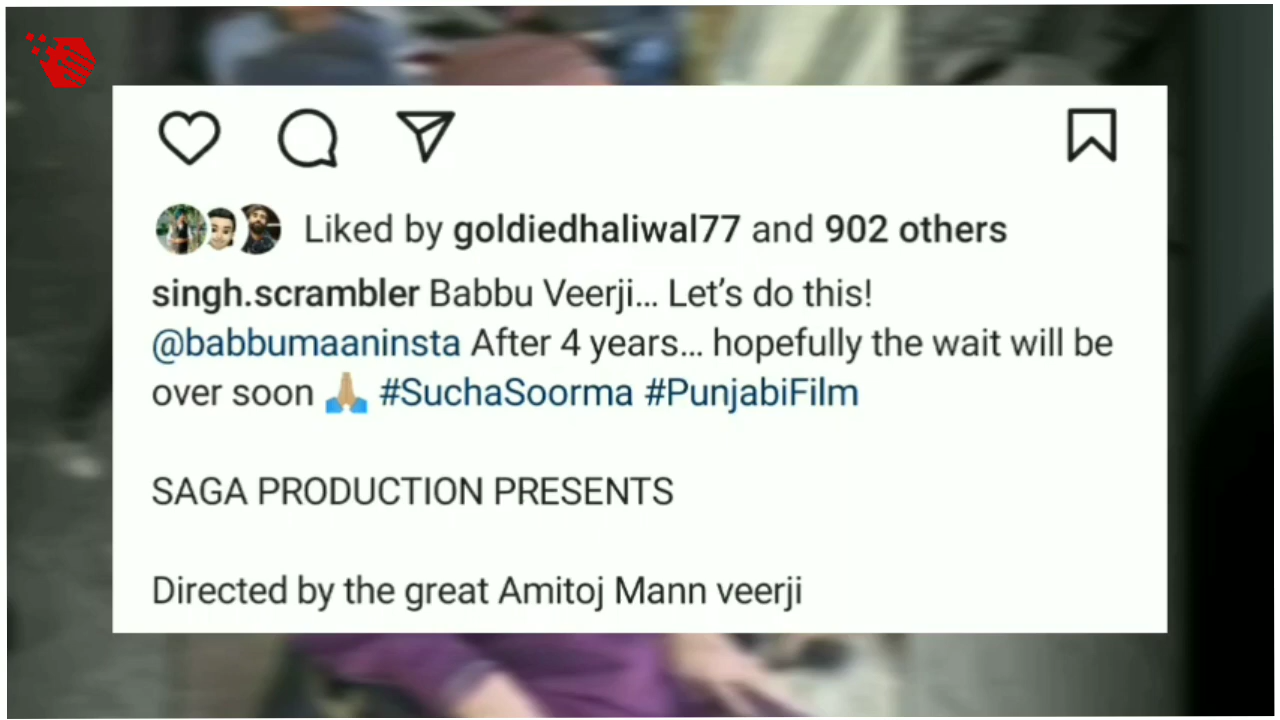 Liked by goldiedhaliwal77 and 902 others
singh.scrambler Babbu Veerji... Let's do this!
@babbumaaninsta After 4 years... hopefully the wait will be
over soon 🙏🏽 #SuchaSoorma #PunjabiFilm
SAGA PRODUCTION PRESENTS
Directed by the great Amitoj Mann veerji